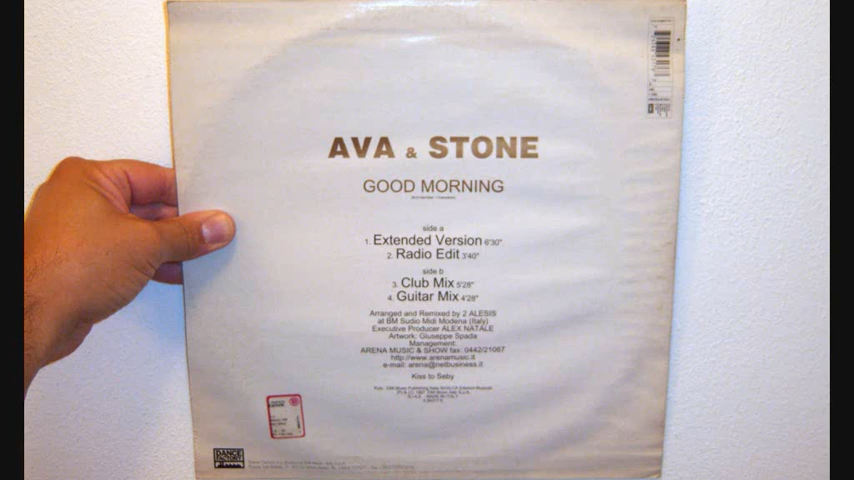 AVA & STONE
GOOD MORNING
side a
1. Extended Version 6'30"
2. Radio Edit 3'40"
side b
3. Club Mix 5'28"
4. Guitar Mix 4'28"
Arranged and Remixed by 2 ALESIS
at BM Sudio Midi Modena (Italy)
Executive Producer ALEX NATALE
Artwork: Giuseppe Spada
Management:
ARENA MUSIC & SHOW fax: 0442/21067
http://www.arenamusic.it
e-mail: arena@netbusiness.it
Kiss to Seby
DANCE
FACTORY